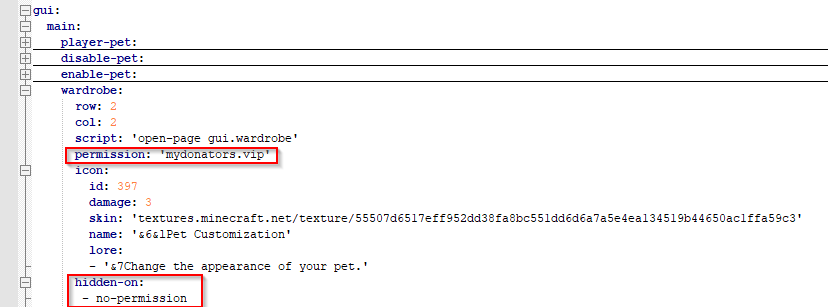 gui:
main:
player-pet:
disable-pet:
enable-pet:
wardrobe:
row: 2
col: 2
script: 'open-page gui.wardrobe'
permission: 'mydonators.vip'
icon:
id: 397
damage: 3
skin: 'textures.minecraft.net/texture/55507d6517eff952dd38fa8bc551dd6d6a7a5e4ea134519b44650ac1ffa59c3'
name: '&6&lPet Customization'
lore:
- '&7Change the appearance of your pet.'
hidden-on:
- no-permission